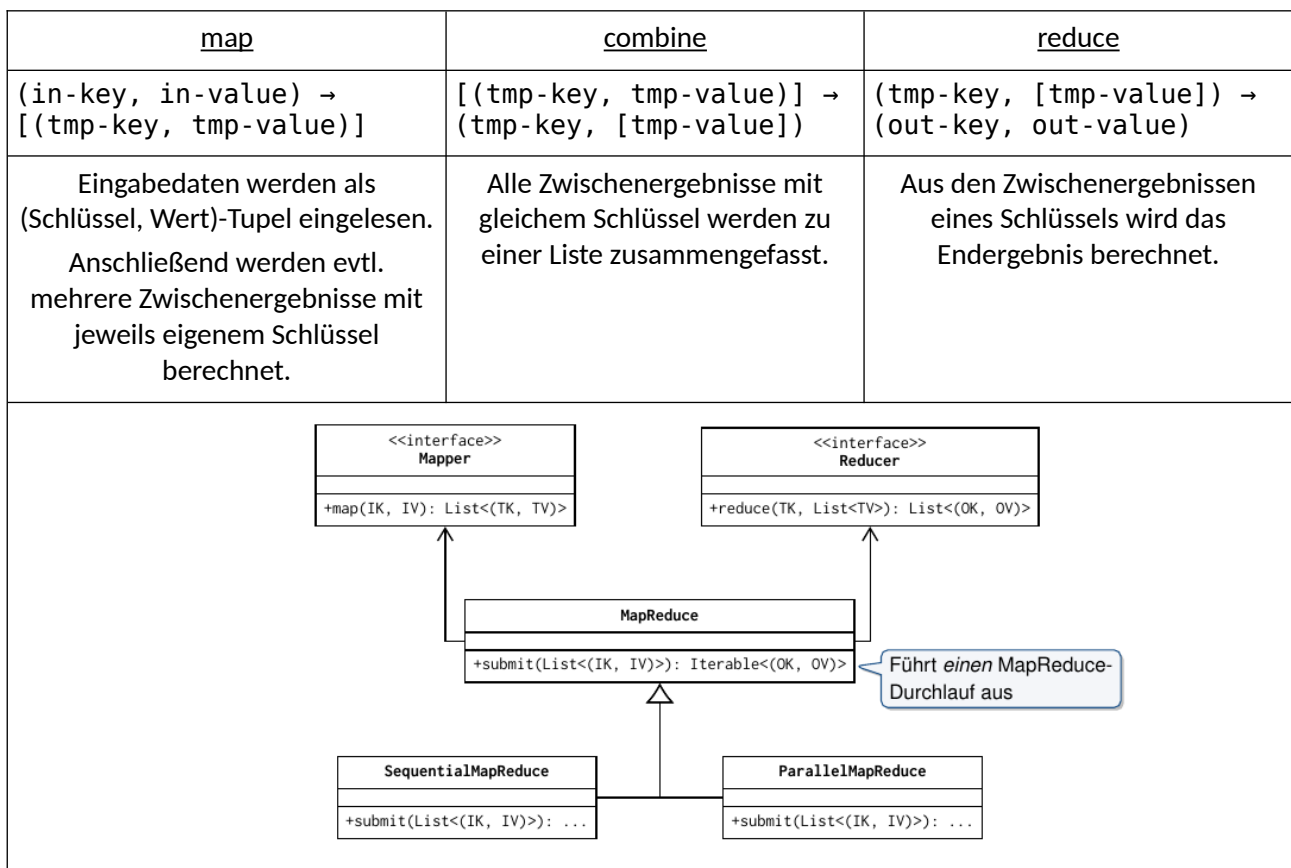 map
combine
reduce
(in-key, in-value) →
[(tmp-key, tmp-value)]
[(tmp-key, tmp-value)] →
(tmp-key, [tmp-value])
(tmp-key, [tmp-value]) →
(out-key, out-value)
Eingabedaten werden als
(Schlüssel, Wert)-Tupel eingelesen.
Anschließend werden evtl.
mehrere Zwischenergebnisse mit
jeweils eigenem Schlüssel
berechnet.
Alle Zwischenergebnisse mit
gleichem Schlüssel werden zu
einer Liste zusammengefasst.
Aus den Zwischenergebnissen
eines Schlüssels wird das
Endergebnis berechnet.
<<interface>>
Mapper
+map(IK, IV): List<(TK, TV)>
<<interface>>
Reducer
+reduce(TK, List<TV>): List<(OK, OV)>
MapReduce
+submit(List<(IK, IV)>): Iterable<(OK, OV)>
Führt einen MapReduce-
Durchlauf aus
SequentialMapReduce
+submit(List<(IK, IV)>): ...
ParallelMapReduce
+submit(List<(IK, IV)>): ...